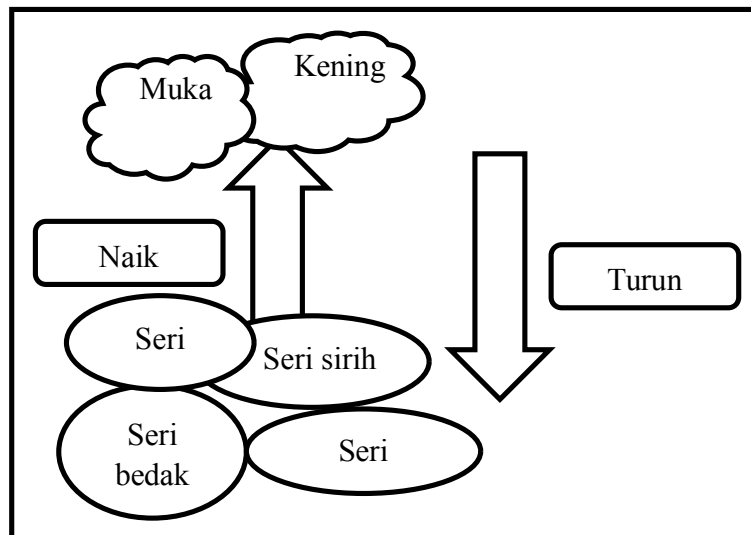 Muka
Kening
Naik
Turun
Seri
Seri sirih
Seri
bedak
Seri